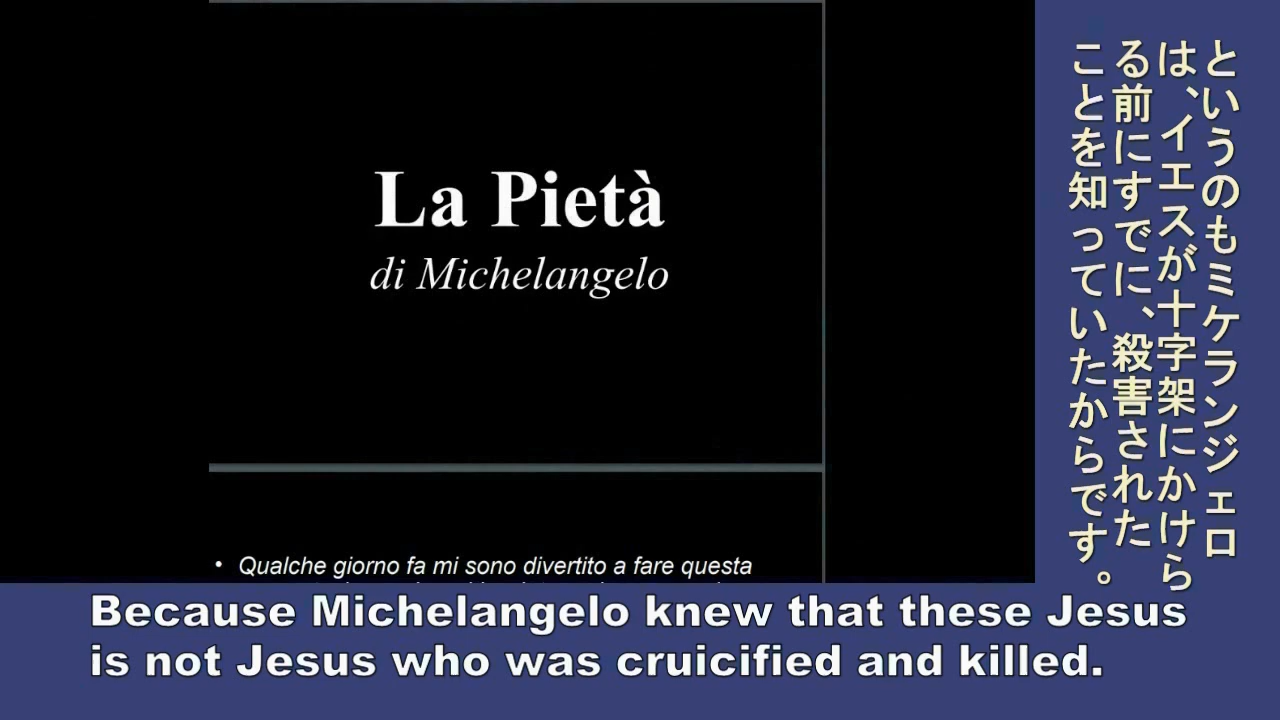 La Pietà
di Michelangelo
• Qualche giorno fa mi sono divertito a fare questa
というのもミケランジェロ
は、イエスが十字架にかけら
る前にすでに、殺害された
ことを知っていたからです。
Because Michelangelo knew that these Jesus
is not Jesus who was cruicified and killed.